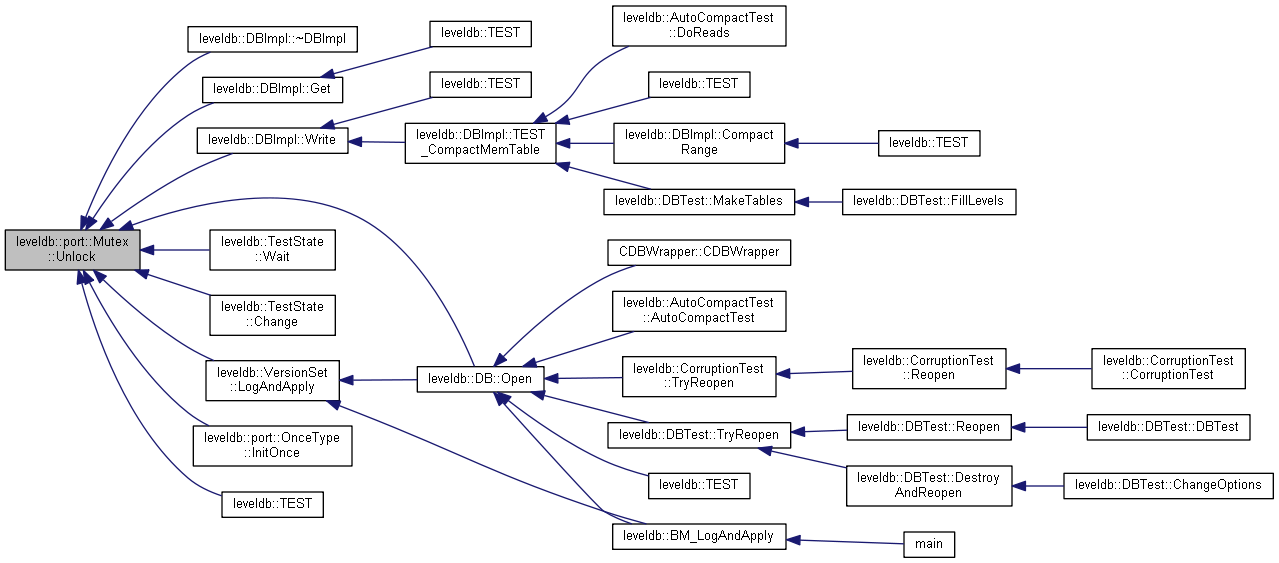 leveldb::port::Mutex
::Unlock
leveldb::DBImpl::~DBImpl
leveldb::DBImpl::Get
leveldb::DBImpl::Write
leveldb::TestState
::Wait
leveldb::TestState
::Change
leveldb::VersionSet
::LogAndApply
leveldb::port::OnceType
::InitOnce
leveldb::TEST
leveldb::TEST
leveldb::TEST
leveldb::DBImpl::TEST
_CompactMemTable
leveldb::DB::Open
leveldb::AutoCompactTest
::DoReads
leveldb::TEST
leveldb::DBImpl::Compact
Range
leveldb::DBTest::MakeTables
CDBWrapper::CDBWrapper
leveldb::AutoCompactTest
::AutoCompactTest
leveldb::CorruptionTest
::TryReopen
leveldb::DBTest::TryReopen
leveldb::TEST
leveldb::BM_LogAndApply
leveldb::TEST
leveldb::DBTest::FillLevels
leveldb::CorruptionTest
::Reopen
leveldb::DBTest::Reopen
leveldb::DBTest::Destroy
AndReopen
main
leveldb::CorruptionTest
::CorruptionTest
leveldb::DBTest::DBTest
leveldb::DBTest::ChangeOptions